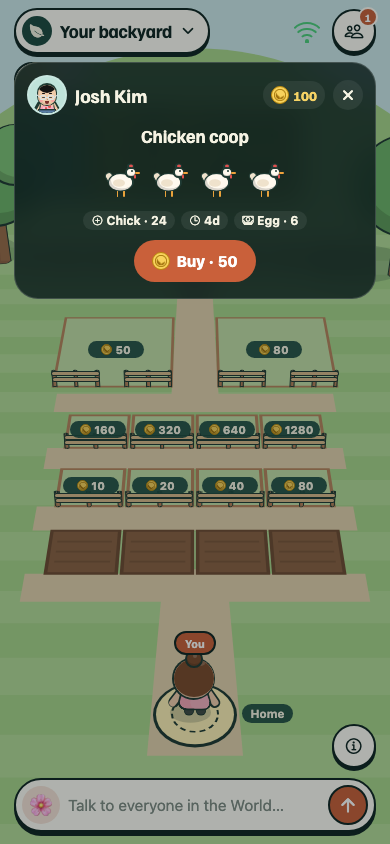 Your backyard
1
Josh Kim
100
Chicken coop
Chick · 24
4d
Egg · 6
Buy · 50
50
80
160
320
640
1280
10
20
40
80
You
Home
Talk to everyone in the World...